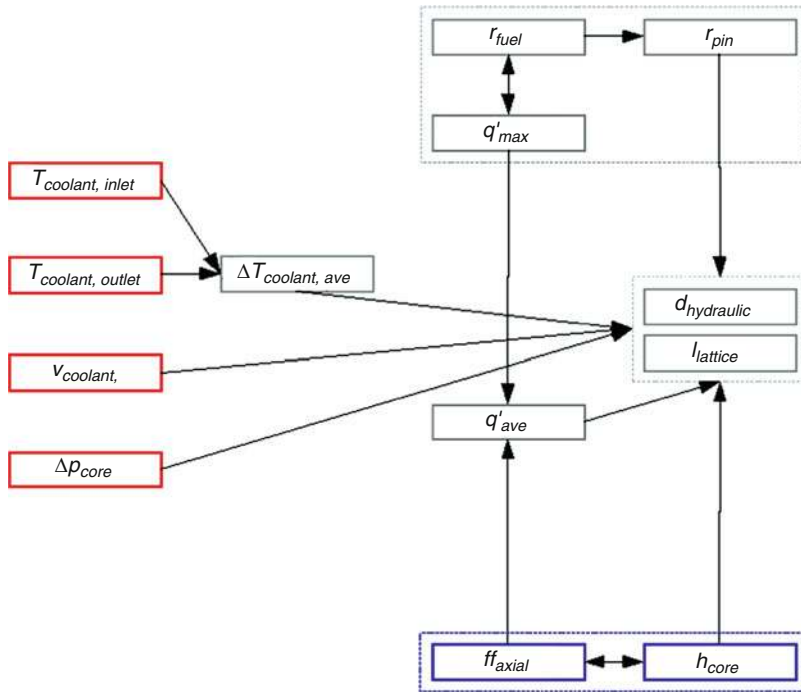 r_fuel
r_pin
q'_max
T_coolant, inlet
T_coolant, outlet
ΔT_coolant, ave
d_hydraulic
l_lattice
v_coolant,
q'_ave
Δp_core
ff_axial
h_core